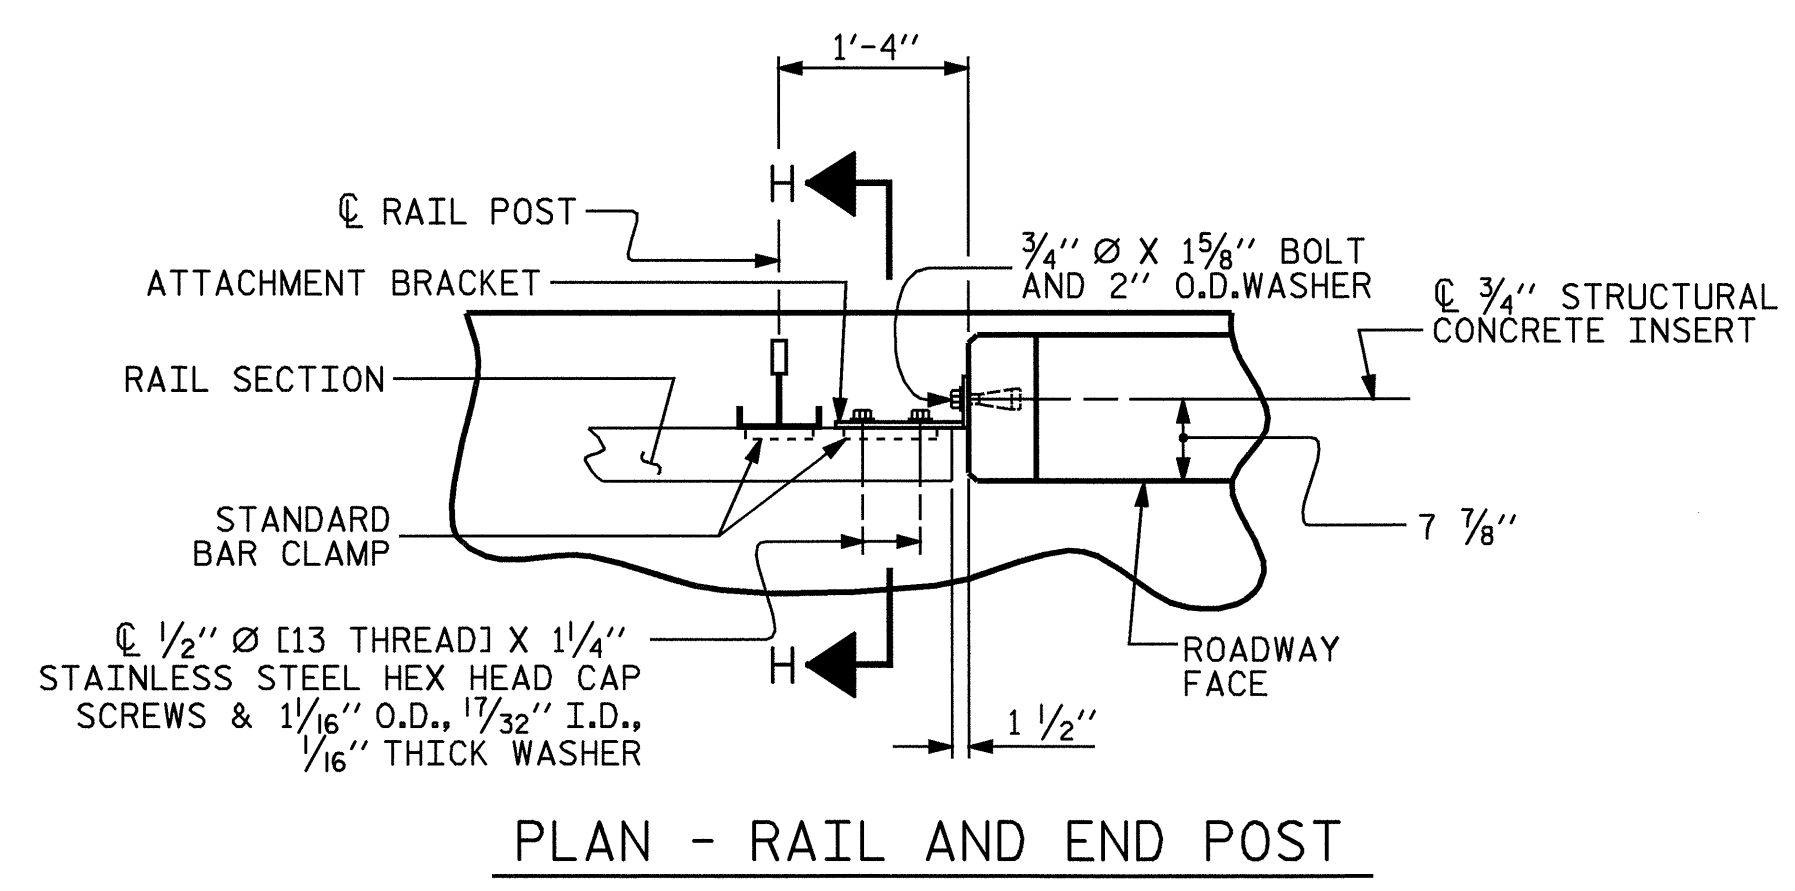 1'-4"
H
℄ RAIL POST
ATTACHMENT BRACKET
3/4" Ø X 1 5/8" BOLT
AND 2" O.D.WASHER
℄ 3/4" STRUCTURAL
CONCRETE INSERT
RAIL SECTION
STANDARD
BAR CLAMP
7 7/8"
℄ 1/2" Ø [13 THREAD] X 1 1/4"
STAINLESS STEEL HEX HEAD CAP
SCREWS & 1 1/16" O.D., 17/32" I.D.,
1/16" THICK WASHER
H
ROADWAY
FACE
1 1/2"
PLAN - RAIL AND END POST